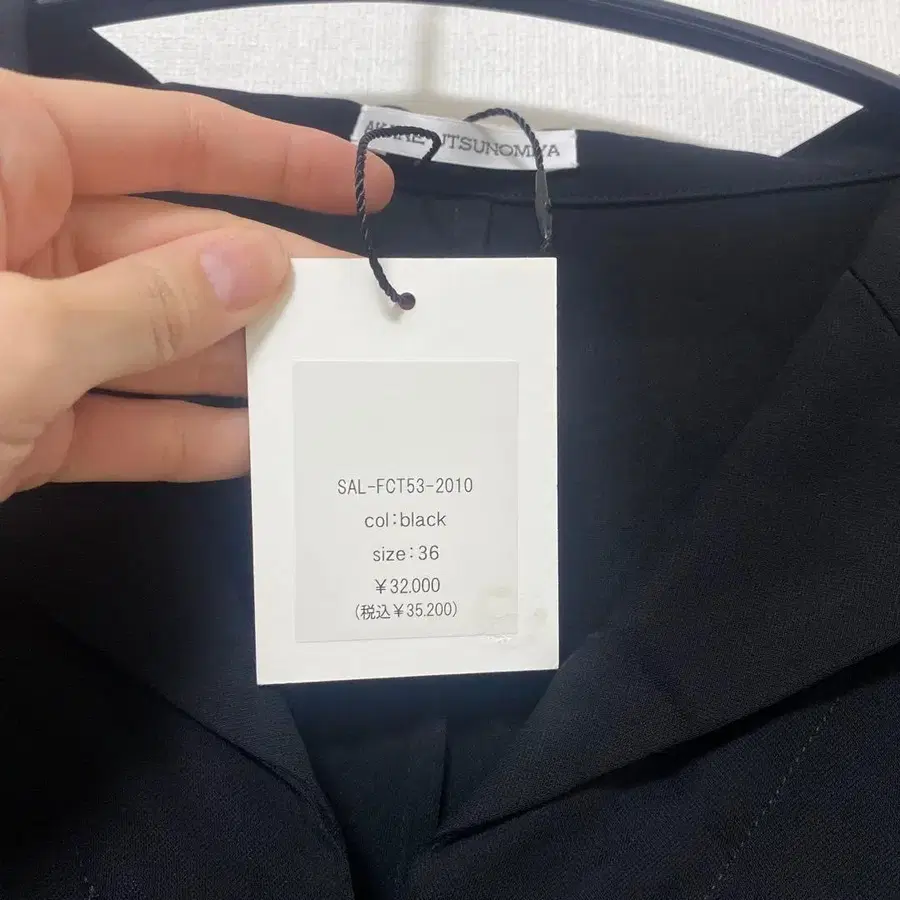 UTSUNOMIYA
SAL-FCT53-2010
col:black
size:36
¥32.000
(税込¥35.200)